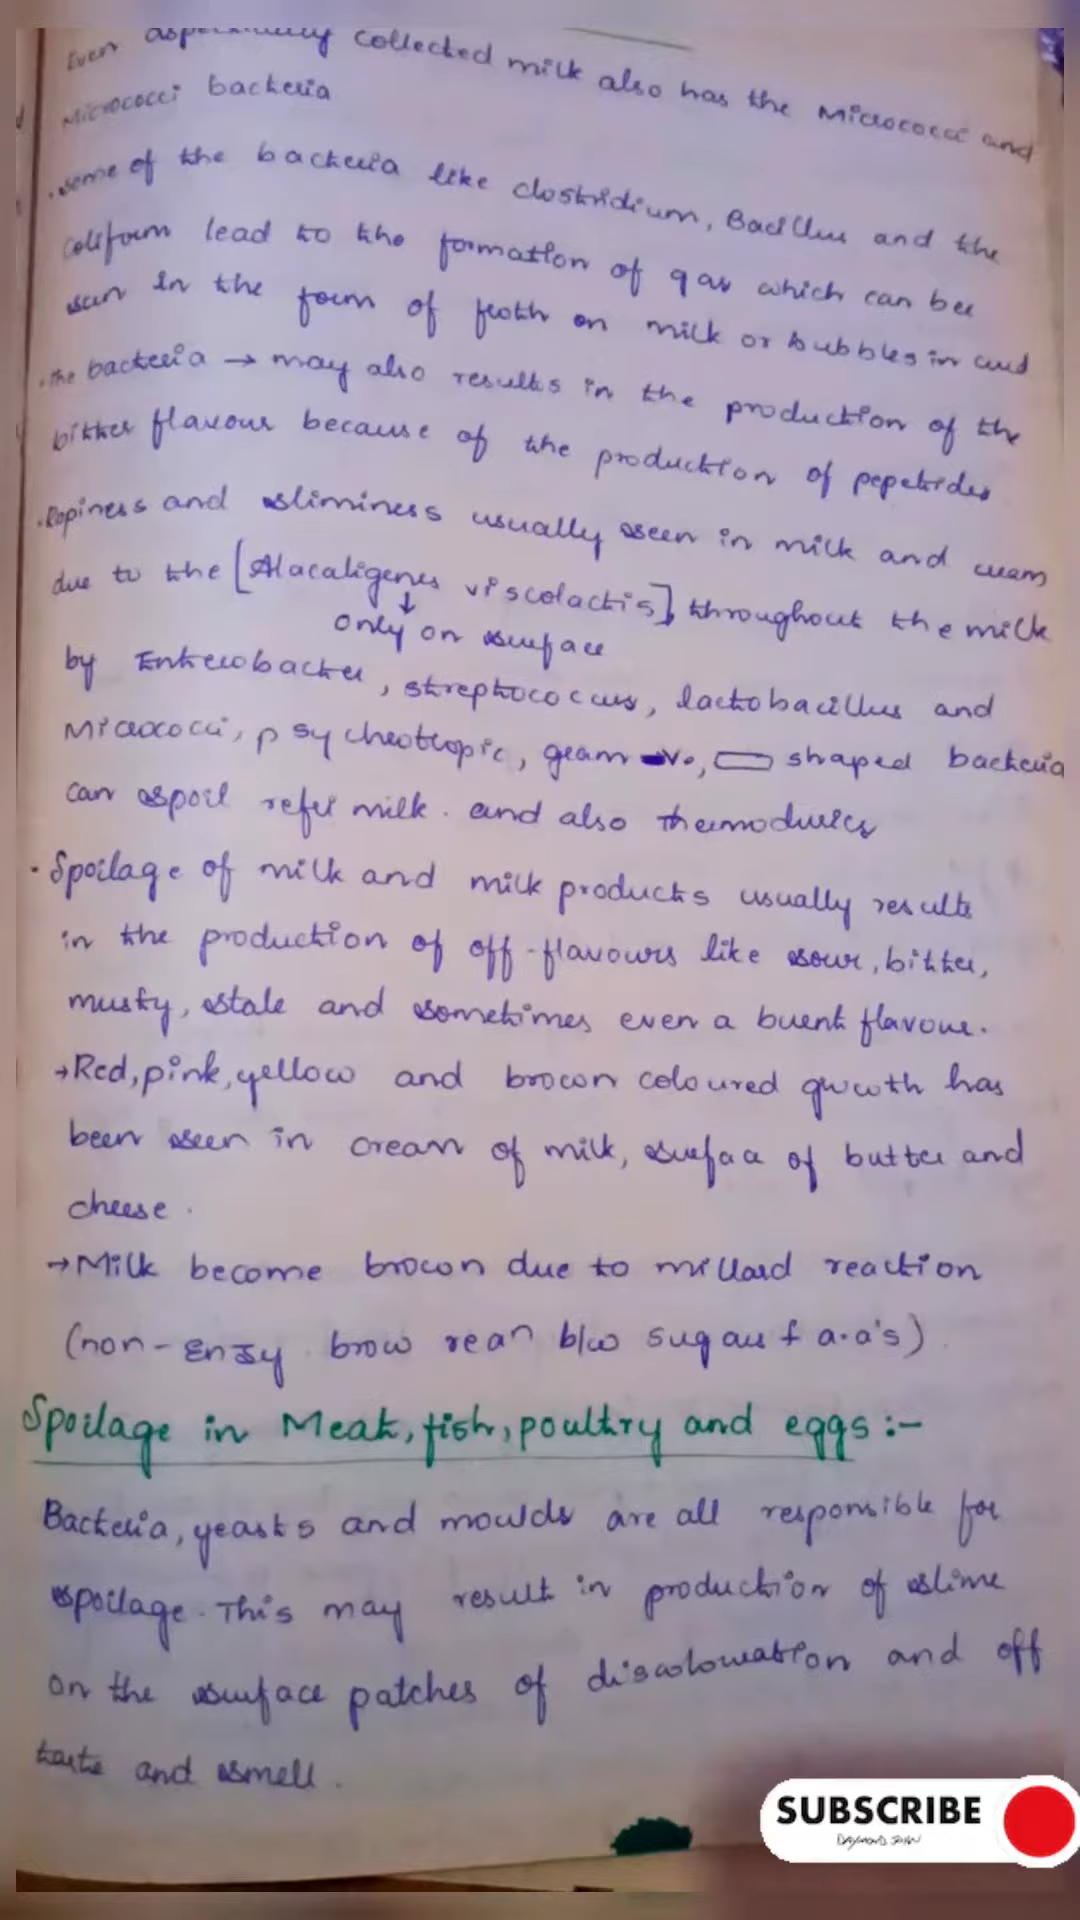 Even collected milk also has the Micrococci and
Micrococci bacteria
. some of the bacteria like clostridium, Bacillus and the
coliform lead to the formation of gas which can bee
seen in the form of froth on milk or bubbles in curd
. the bacteria → may also results in the production of the
bitter flavour because of the production of pepetides
. Ropiness and sliminess usually seen in milk and cream
due to the [Alacaligenes viscolactis], throughout the milk
↓
only on surface
by Enterobacter, streptococcus, lactobacillus and
Micrococci, psycheotropic, gram -ve, ▭ shaped bacteria
can spoil refri milk. and also thermodurics
· Spoilage of milk and milk products usually results
in the production of off-flavours like sour, bitter,
musty, stale and sometimes even a burnt flavour.
→ Red, pink, yellow and brown coloured growth has
been seen in cream of milk, surface of butter and
cheese.
→ Milk become brown due to millard reaction
(non-Enzy brow rean b/w sugars & a.a's)
Spoilage in Meat, fish, poultry and eggs:-
Bacteria, yeasts and moulds are all responsible for
spoilage. This may result in production of slime
on the surface patches of discolouration and off
taste and smell.
SUBSCRIBE